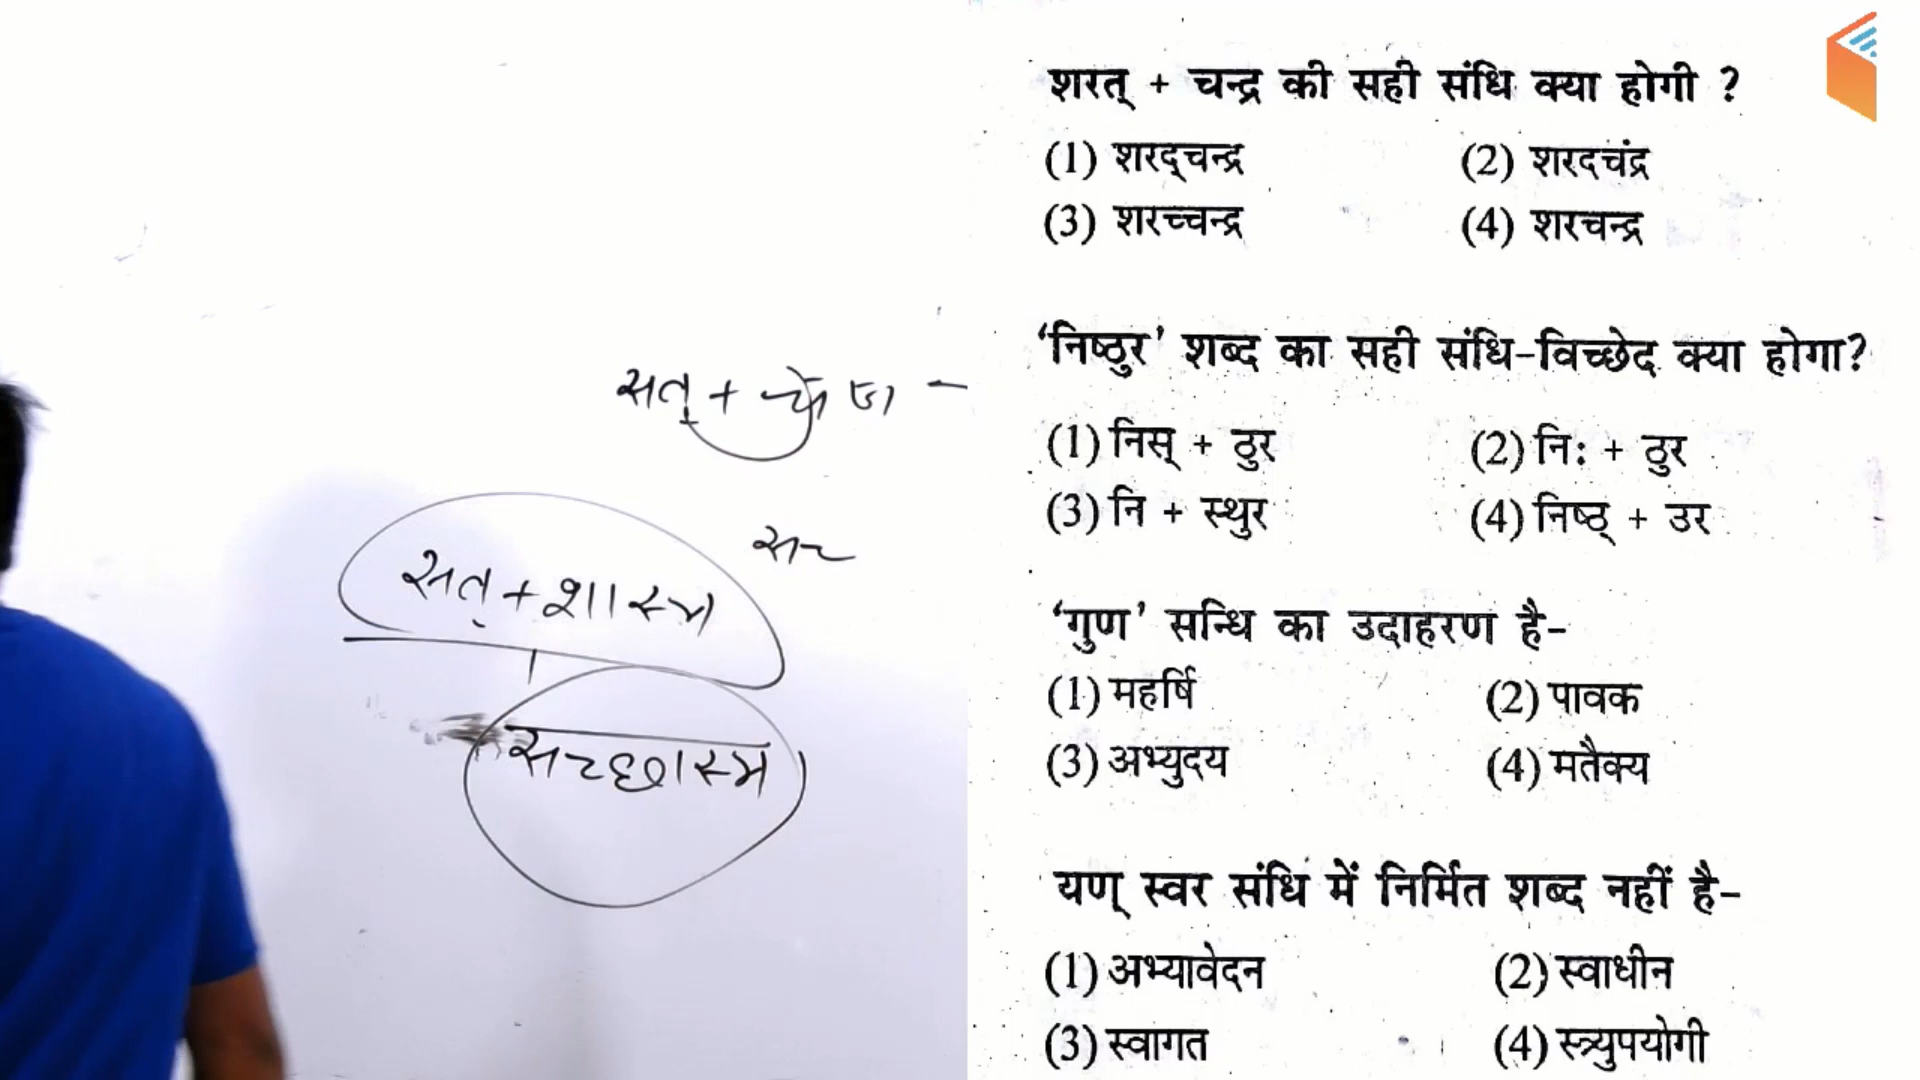 सत् + चेष्टा -
सत् + शास्त्र
सच
सच्छास्त्र
शरत् + चन्द्र की सही संधि क्या होगी ?
(1) शरद्चन्द्र (2) शरदचंद्र
(3) शरच्चन्द्र (4) शरचन्द्र
‘निष्ठुर’ शब्द का सही संधि-विच्छेद क्या होगा?
(1) निस् + ठुर (2) नि: + ठुर
(3) नि + स्थुर (4) निष्ठ् + उर
‘गुण’ सन्धि का उदाहरण है-
(1) महर्षि (2) पावक
(3) अभ्युदय (4) मतैक्य
यण् स्वर संधि में निर्मित शब्द नहीं है-
(1) अभ्यावेदन (2) स्वाधीन
(3) स्वागत (4) स्त्र्युपयोगी